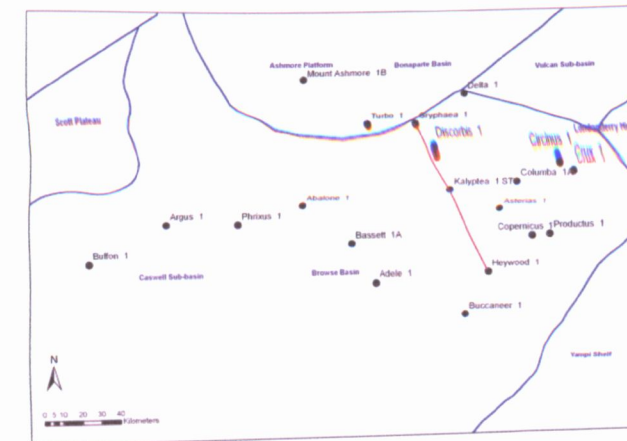 Ashmore Platform
Bonaparte Basin
Vulcan Sub-basin
Mount Ashmore 1B
Delta 1
Scott Plateau
Turbo 1
Gryphaea 1
Discorbis 1
Circinus 1
Crux 1
Kalyptea 1 ST
Columba 1A
Abalone 1
Asterias 1
Argus 1
Phrixus 1
Bassett 1A
Copernicus 1
Productus 1
Buffon 1
Caswell Sub-basin
Browse Basin
Adele 1
Heywood 1
Buccaneer 1
Yampi Shelf
N
0 5 10 20 30 40
Kilometers